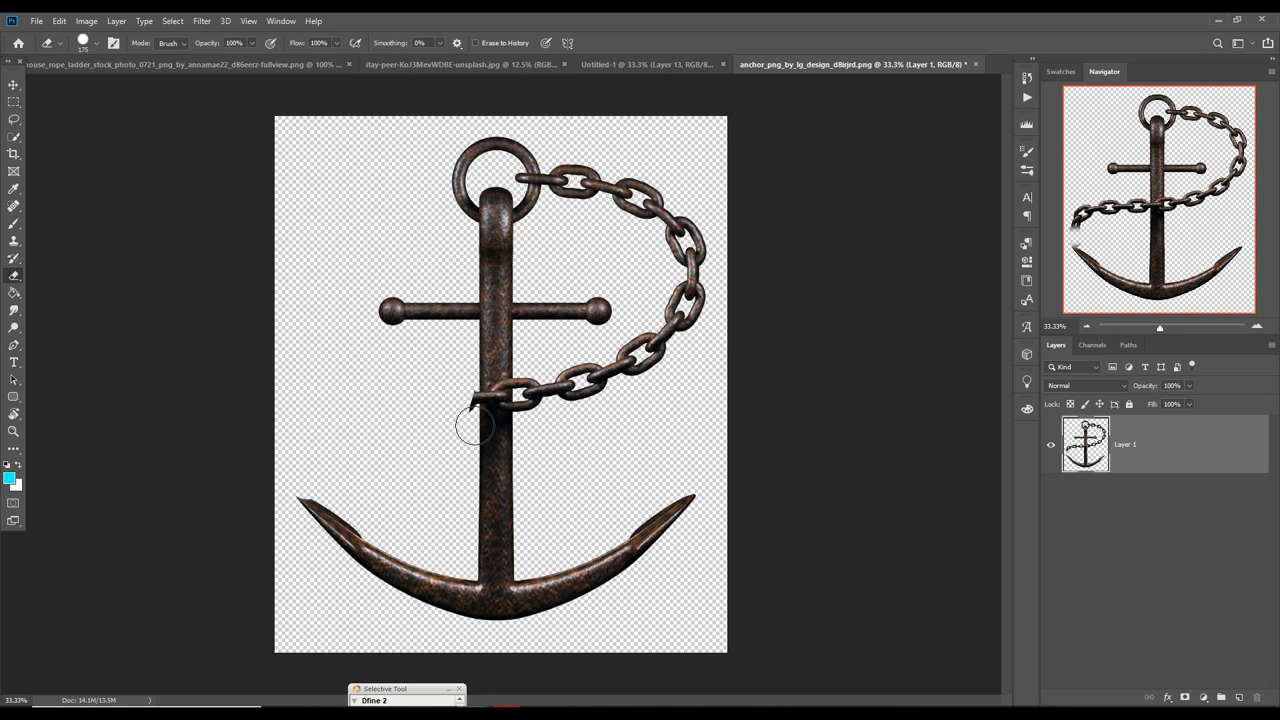 Ps File Edit Image Layer Type Select Filter 3D View Window Help
175 Mode: Brush Opacity: 100% Flow: 100% Smoothing: 0% Erase to History
ouse_rope_ladder_stock_photo_0721_png_by_annamae22_d86eerz-fullview.png @ 100% × itay-peer-KoJ3MevWDBE-unsplash.jpg @ 12.5% (RGB... × Untitled-1 @ 33.3% (Layer 13, RGB/8... × anchor_png_by_lg_design_d8irjrd.png @ 33.3% (Layer 1, RGB/8) * ×
Swatches Navigator
33.33%
Layers Channels Paths
Kind
Normal Opacity: 100%
Lock: Fill: 100%
Layer 1
Selective Tool
Dfine 2
33.33% Doc: 14.1M/13.5M